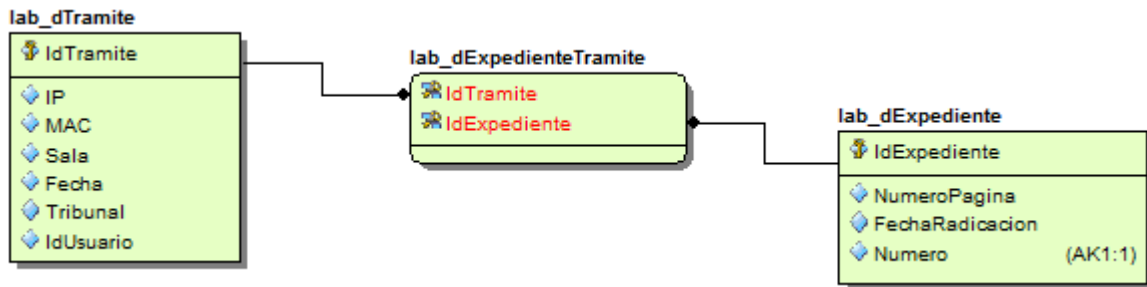 lab_dTramite
IdTramite
IP
MAC
Sala
Fecha
Tribunal
IdUsuario
lab_dExpedienteTramite
IdTramite
IdExpediente
lab_dExpediente
IdExpediente
NumeroPagina
FechaRadicacion
Numero (AK1:1)